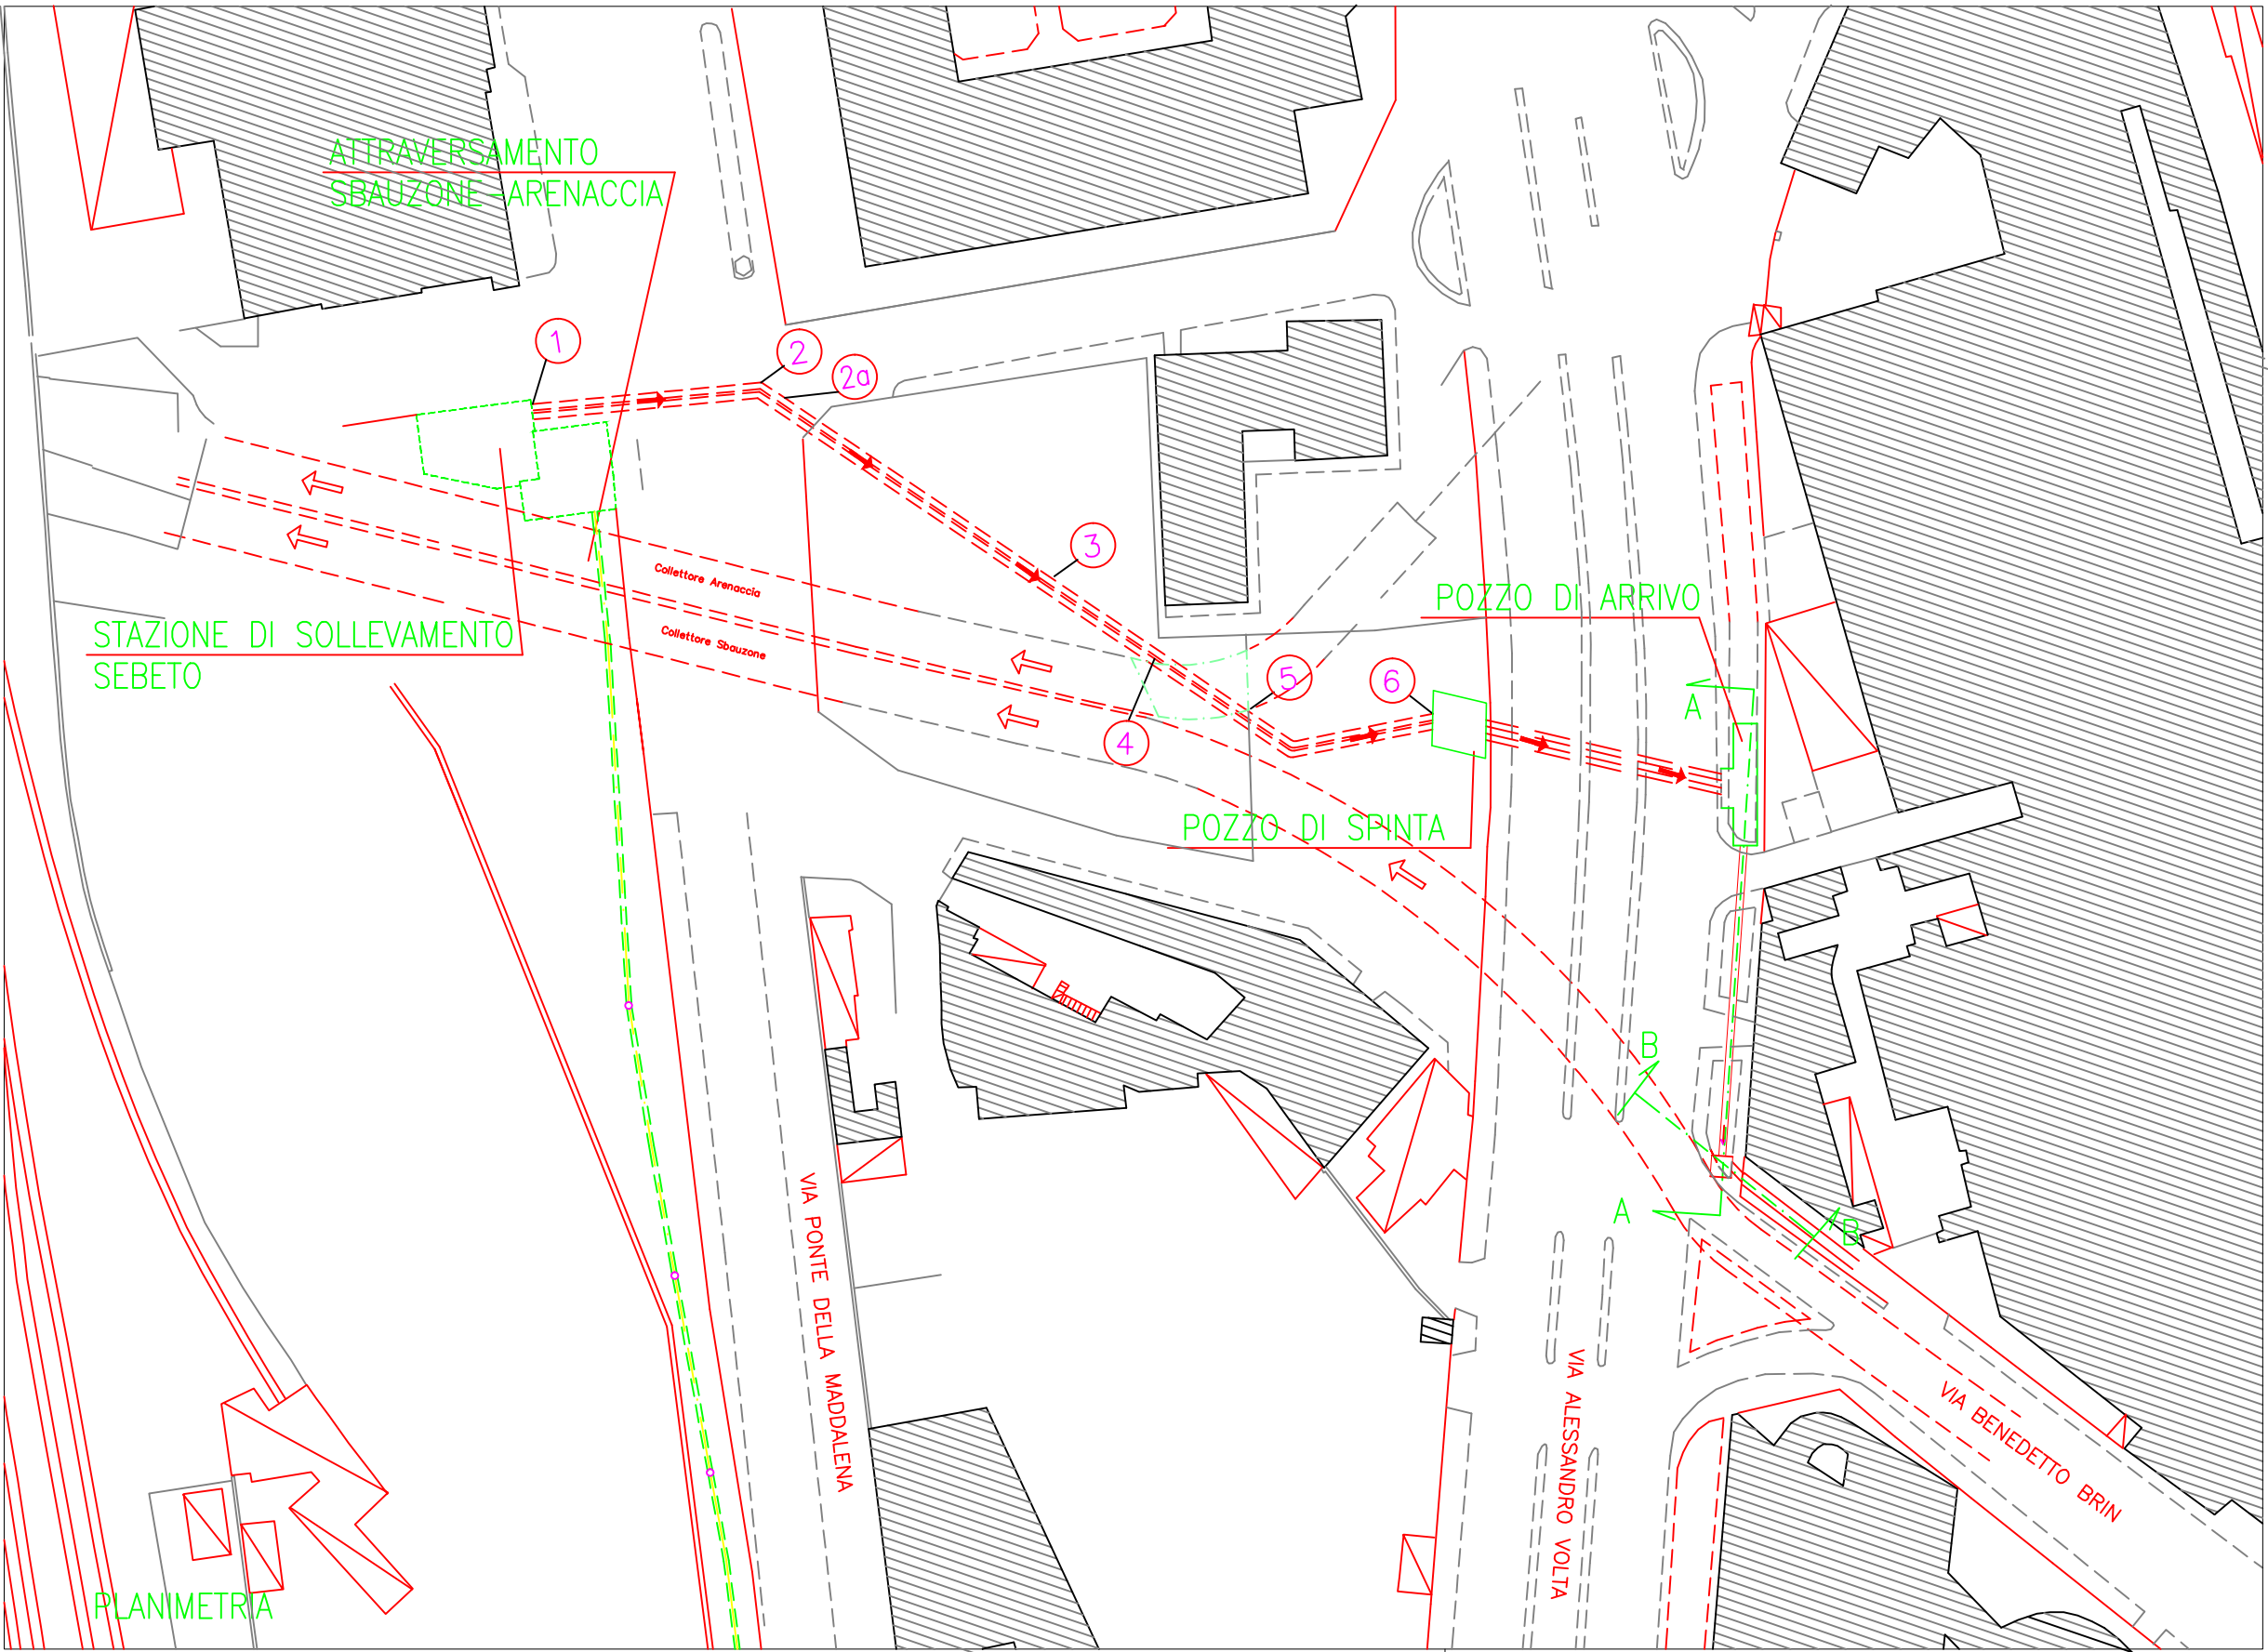 ATTRAVERSAMENTO
SBAUZONE-ARENACCIA
1
2
2a
3
Collettore Arenaccia
Collettore Sbauzone
POZZO DI ARRIVO
STAZIONE DI SOLLEVAMENTO
SEBETO
5
6
A
4
POZZO DI SPINTA
B
A
B
VIA PONTE DELLA MADDALENA
VIA ALESSANDRO VOLTA
VIA BENEDETTO BRIN
PLANIMETRIA